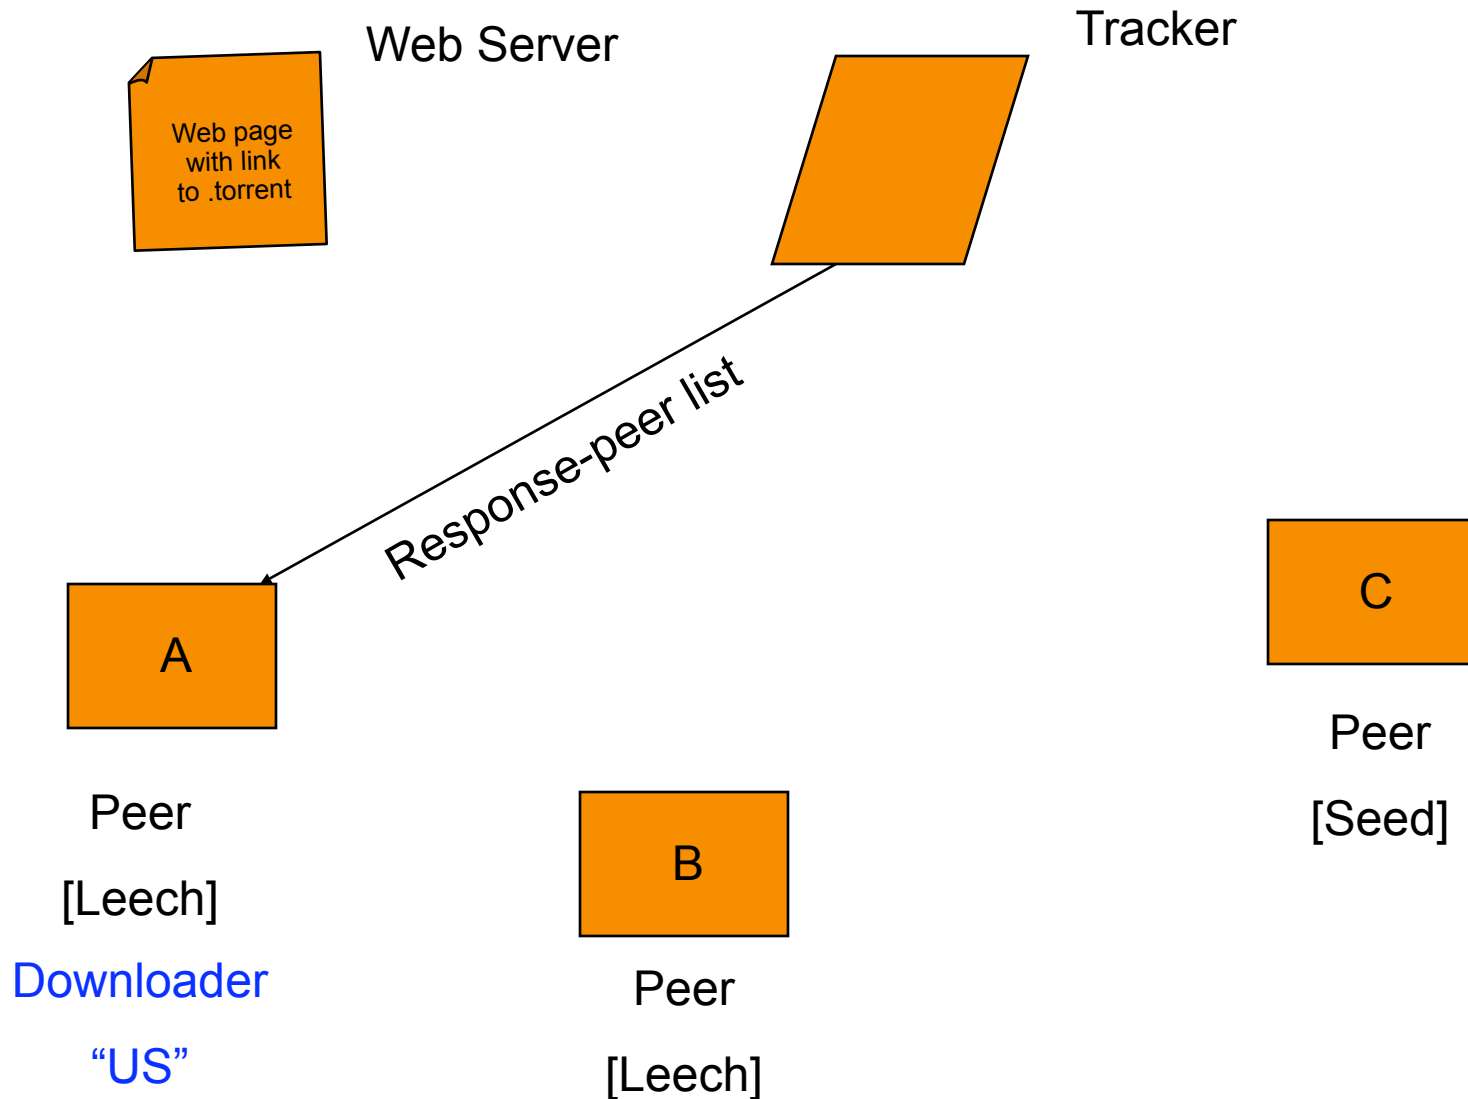 Web Server
Tracker
Web page
with link
to .torrent
Response-peer list
A
Peer
[Leech]
Downloader
“US”
B
Peer
[Leech]
C
Peer
[Seed]